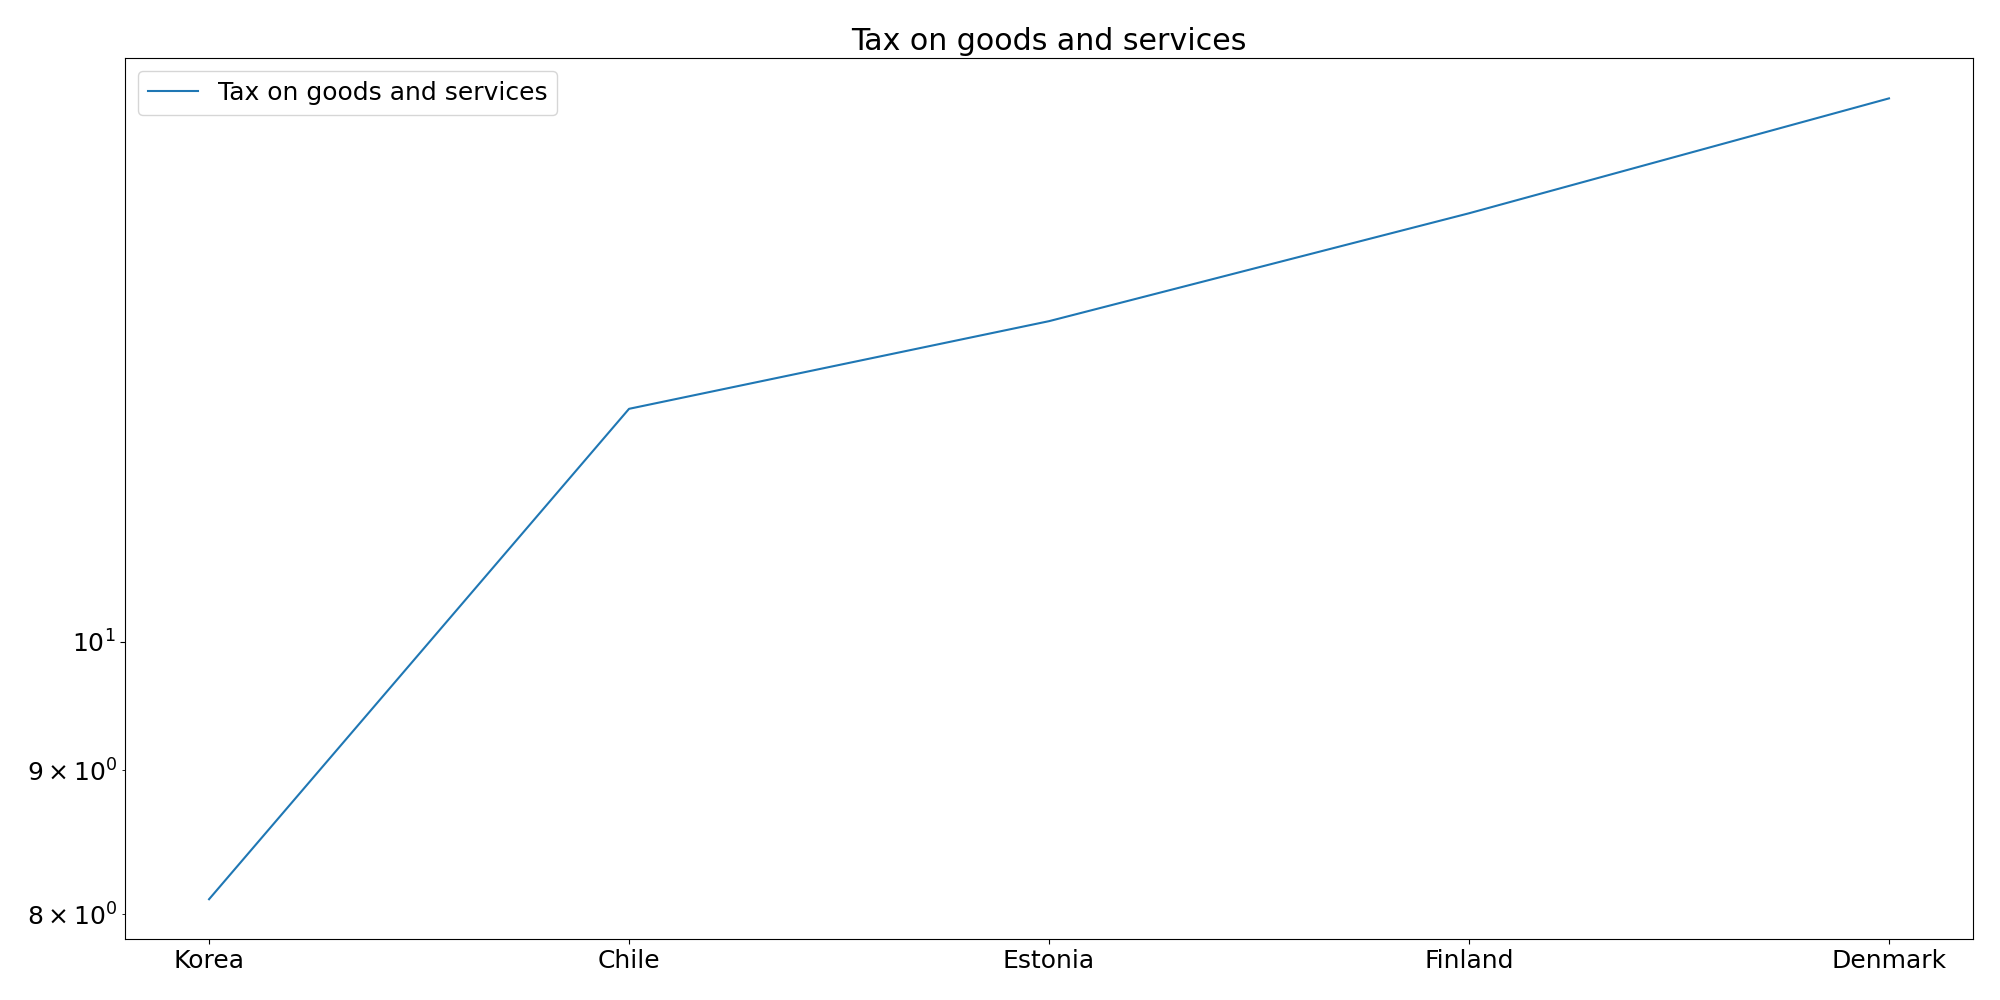 Tax on goods and services
Tax on goods and services
10¹
9 × 10⁰
8 × 10⁰
Korea Chile Estonia Finland Denmark